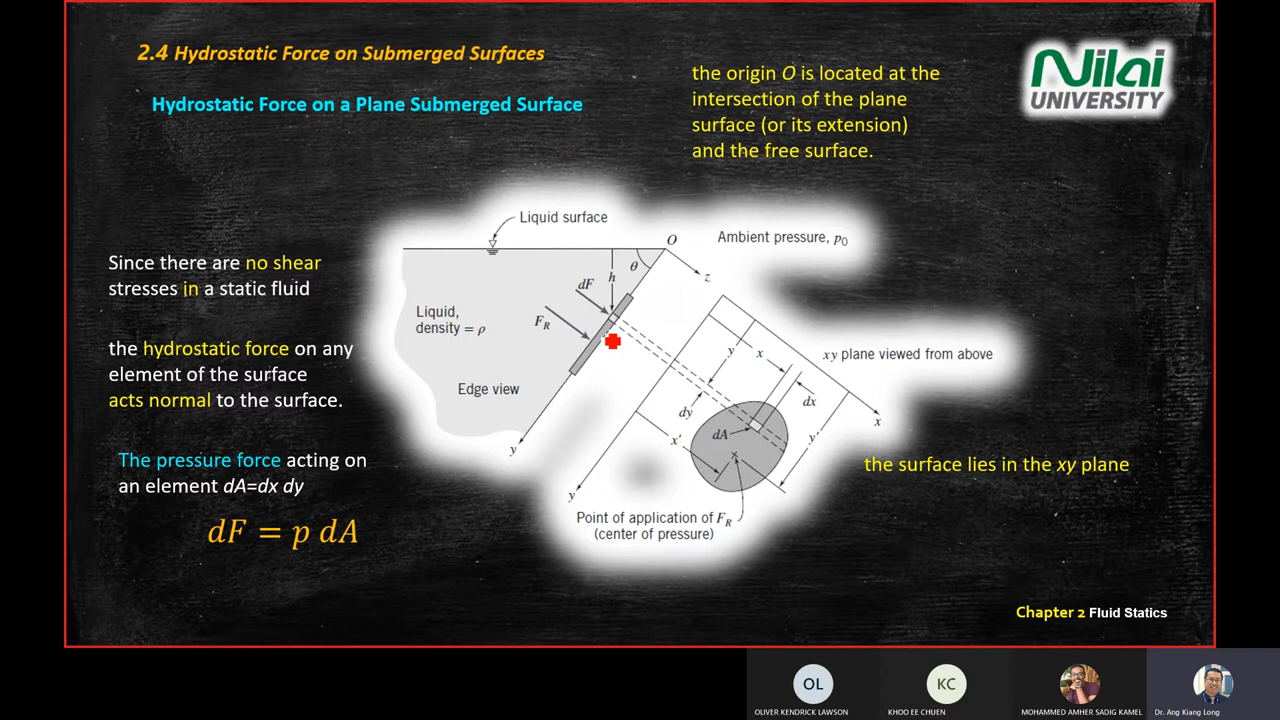 2.4 Hydrostatic Force on Submerged Surfaces
Hydrostatic Force on a Plane Submerged Surface
the origin O is located at the
intersection of the plane
surface (or its extension)
and the free surface.
Nilai
UNIVERSITY
Since there are no shear
stresses in a static fluid
the hydrostatic force on any
element of the surface
acts normal to the surface.
The pressure force acting on
an element dA=dx dy
dF = p dA
Liquid surface
O
Ambient pressure, p₀
θ
h
z
dF
F_R
Liquid,
density = ρ
Edge view
y
y
x
xy plane viewed from above
dx
dy
x
dA
x'
y'
y
Point of application of F_R
(center of pressure)
the surface lies in the xy plane
Chapter 2 Fluid Statics
OL
KC
OLIVER KENDRICK LAWSON
KHOO EE CHUEN
MOHAMMED AMHER SADIG KAMEL
Dr. Ang Kiang Long